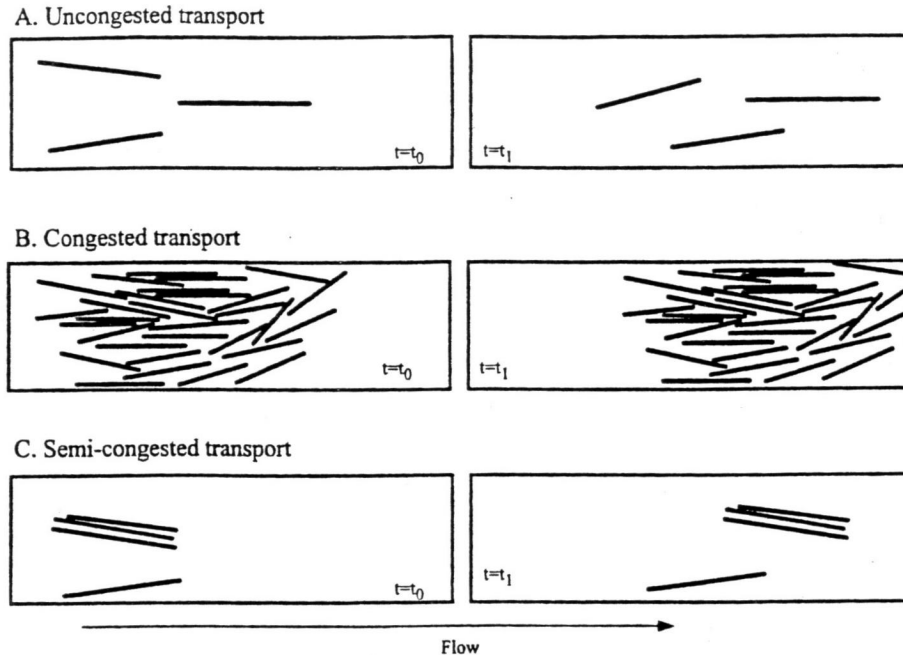 A. Uncongested transport
t=t0
t=t1
B. Congested transport
t=t0
t=t1
C. Semi-congested transport
t=t0
t=t1
Flow